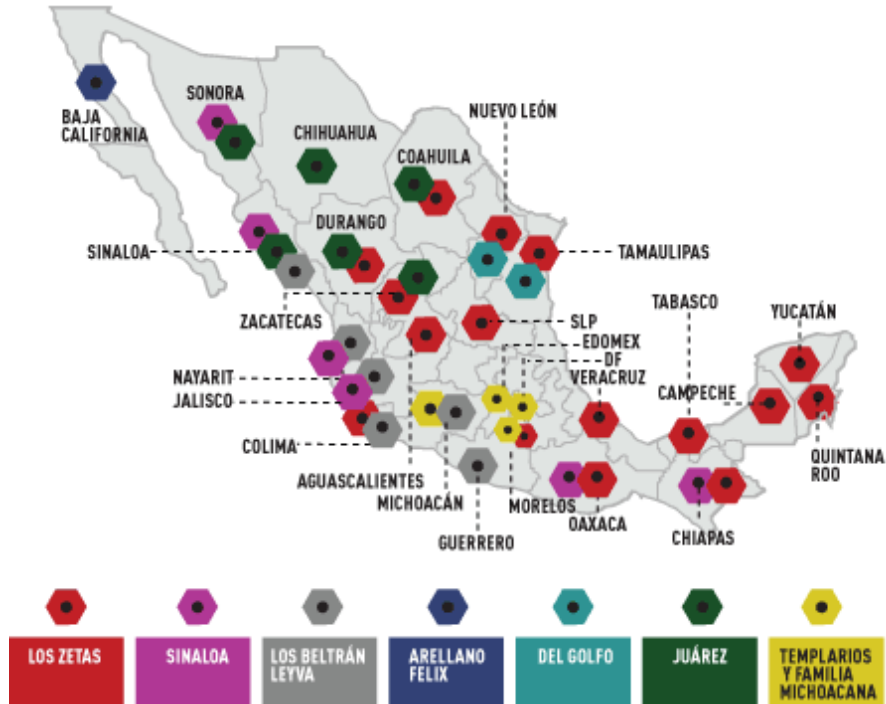 SONORA
BAJA
CALIFORNIA
CHIHUAHUA
NUEVO LEÓN
COAHUILA
DURANGO
SINALOA
TAMAULIPAS
TABASCO
YUCATÁN
ZACATECAS
SLP
EDOMEX
DF
VERACRUZ
NAYARIT
CAMPECHE
JALISCO
COLIMA
QUINTANA
ROO
AGUASCALIENTES
MICHOACÁN
MORELOS
OAXACA
CHIAPAS
GUERRERO
LOS ZETAS
SINALOA
LOS BELTRÁN
LEYVA
ARELLANO
FELIX
DEL GOLFO
JUÁREZ
TEMPLARIOS
Y FAMILIA
MICHOACANA